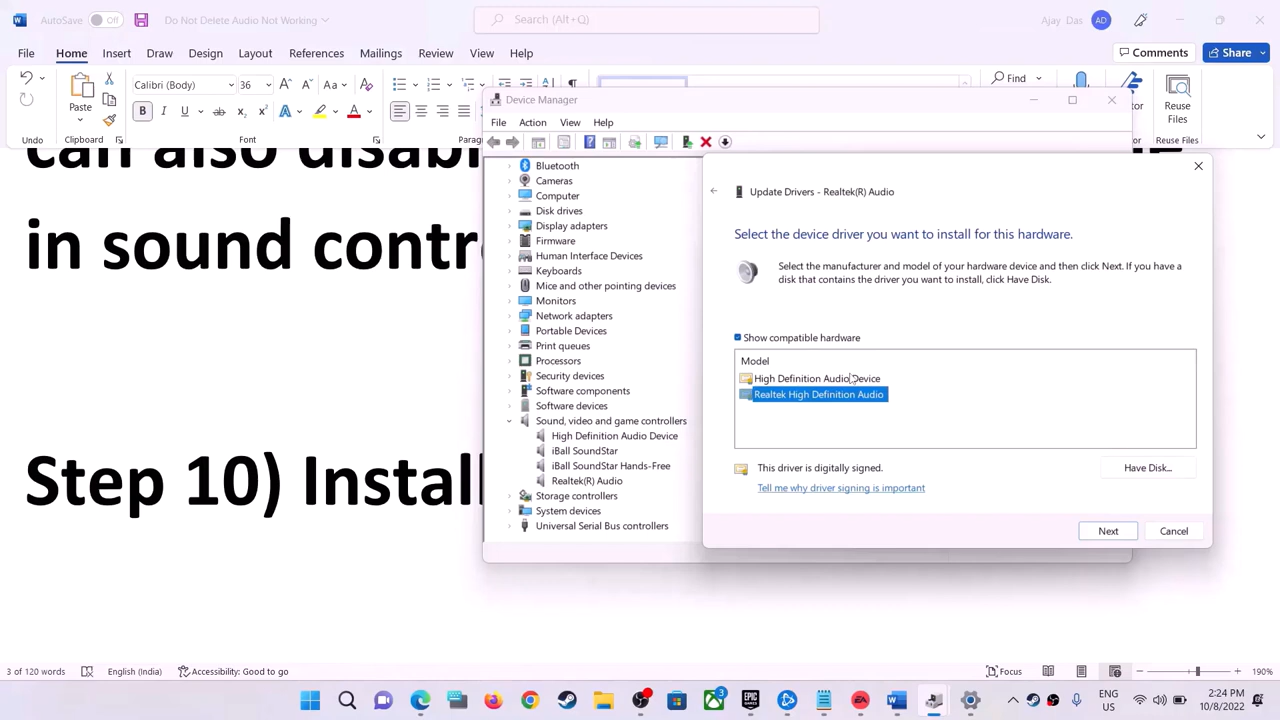 AutoSave Off
Do Not Delete Audio Not Working
Search (Alt+Q)
Ajay Das AD
File Home Insert Draw Design Layout References Mailings Review View Help
Comments Share
Paste
Calibri (Body) 36
Find
Reuse Files
Undo Clipboard Font Reuse Files
can also disabl
in sound contr
Step 10) Install
Device Manager
File Action View Help
Bluetooth
Cameras
Computer
Disk drives
Display adapters
Firmware
Human Interface Devices
Keyboards
Mice and other pointing devices
Monitors
Network adapters
Portable Devices
Print queues
Processors
Security devices
Software components
Software devices
Sound, video and game controllers
High Definition Audio Device
iBall SoundStar
iBall SoundStar Hands-Free
Realtek(R) Audio
Storage controllers
System devices
Universal Serial Bus controllers
Update Drivers - Realtek(R) Audio
Select the device driver you want to install for this hardware.
Select the manufacturer and model of your hardware device and then click Next. If you have a
disk that contains the driver you want to install, click Have Disk.
Show compatible hardware
Model
High Definition Audio Device
Realtek High Definition Audio
This driver is digitally signed.
Have Disk...
Tell me why driver signing is important
Next Cancel
3 of 120 words English (India) Accessibility: Good to go Focus 190%
ENG
US
2:24 PM
10/8/2022